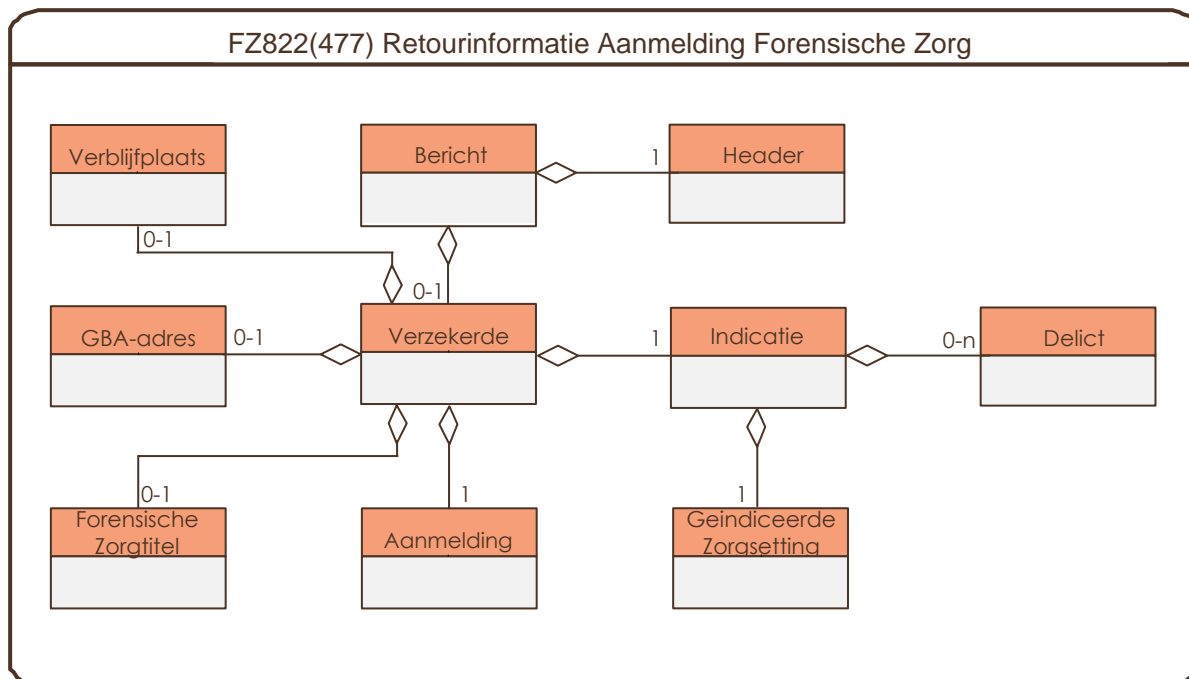 FZ822(477) Retourinformatie Aanmelding Forensische Zorg
Verblijfplaats
Bericht
1
Header
0-1
0-1
GBA-adres
0-1
Verzekerde
1
Indicatie
0-n
Delict
0-1
1
1
Forensische
Zorgtitel
Aanmelding
Geindiceerde
Zorgsetting